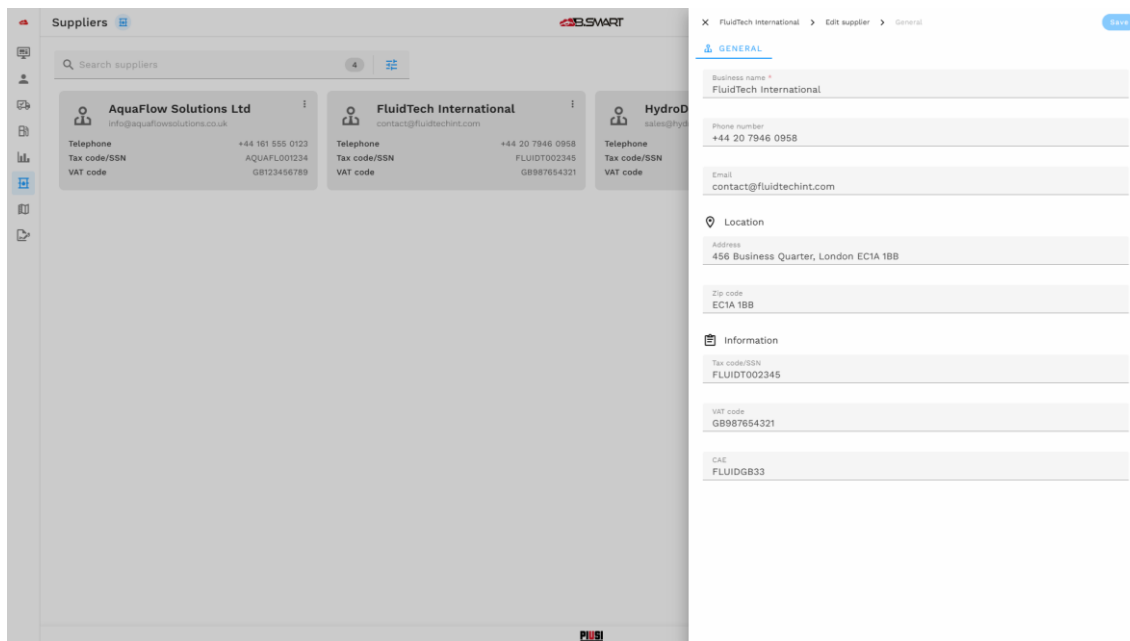 Suppliers
B.SMART
Search suppliers
4
AquaFlow Solutions Ltd
info@aquaflowsolutions.co.uk
Telephone +44 161 555 0123
Tax code/SSN AQUAFL001234
VAT code GB123456789
FluidTech International
contact@fluidtechint.com
Telephone +44 20 7946 0958
Tax code/SSN FLUIDT002345
VAT code GB987654321
HydroD
sales@hyd
Telephone
Tax code/SSN
VAT code
FluidTech International > Edit supplier > General
Save
GENERAL
Business name *
FluidTech International
Phone number
+44 20 7946 0958
Email
contact@fluidtechint.com
Location
Address
456 Business Quarter, London EC1A 1BB
Zip code
EC1A 1BB
Information
Tax code/SSN
FLUIDT002345
VAT code
GB987654321
CAE
FLUIDGB33
PIUSI